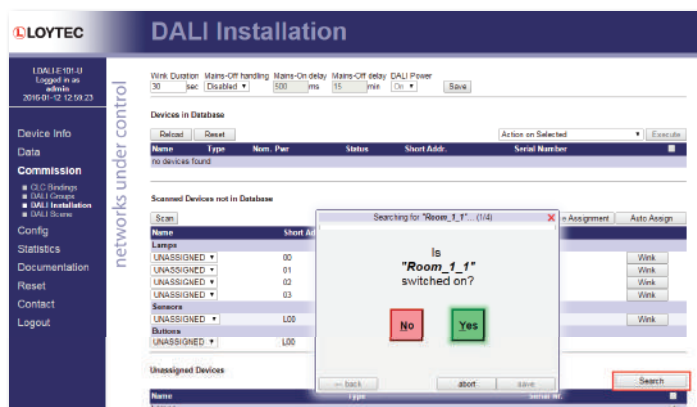 LOYTEC
DALI Installation
LDALI-E101-U
Logged in as
admin
2016-01-12 12:59:23
networks under control
Device Info
Data
Commission
CLC Bindings
DALI Groups
DALI Installation
DALI Scene
Config
Statistics
Documentation
Reset
Contact
Logout
Wink Duration Mains-Off handling Mains-On delay Mains-Off delay DALI Power
30 sec Disabled 500 ms 15 min On Save
Devices in Database
Reload Reset Action on Selected Execute
Name Type Nom. Pwr Status Short Addr. Serial Number
no devices found
Scanned Devices not in Database
Scan e Assignment Auto Assign
Name Short Ad
Lamps
UNASSIGNED 00 Wink
UNASSIGNED 01 Wink
UNASSIGNED 02 Wink
UNASSIGNED 03 Wink
Sensors
UNASSIGNED L00 Wink
Buttons
UNASSIGNED L00
Searching for "Room_1_1"... (1/4) X
Is
"Room_1_1"
switched on?
No Yes
<-- back abort save
Unassigned Devices
Search
Name Type Serial Nr.